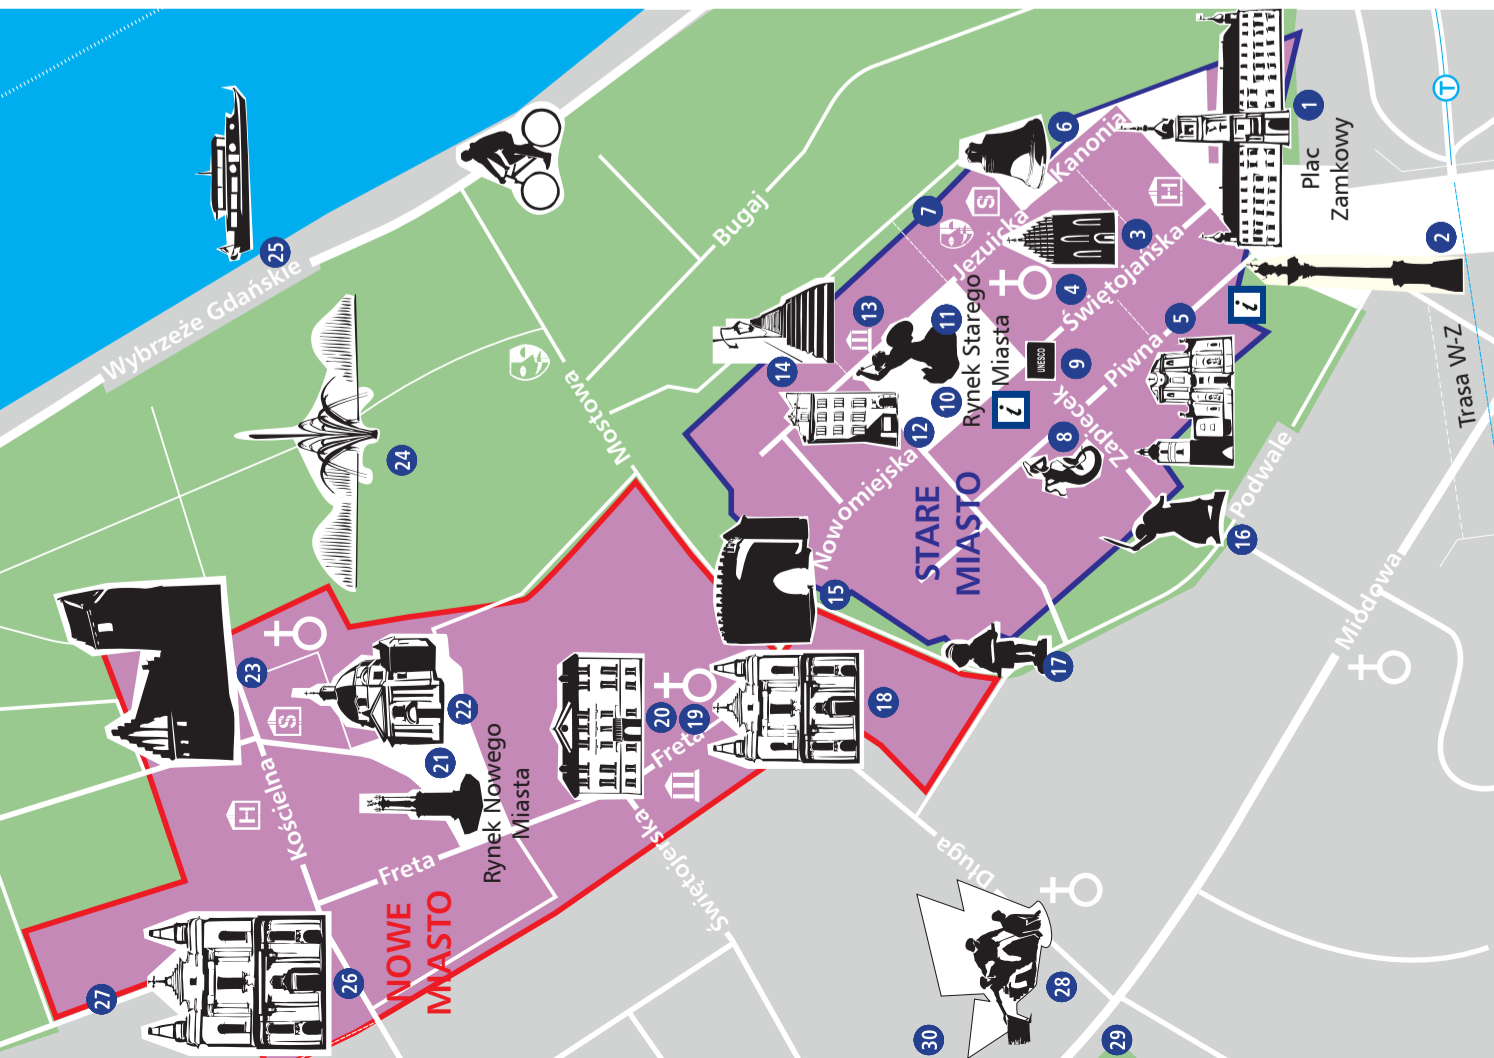 Wybrzeże Gdańskie
25
24
Bugaj
Mostowa
T
1
Plac
Zamkowy
2
Kanonia
6
7
S
H
Jezuicka
3
Świętojańska
4
Rynek Starego
Miasta
i
5
Piwna
i
UNESCO
9
8
Zapiecek
10
11
12
13
14
Nowomiejska
STARE
MIASTO
15
16
Podwale
17
Trasa W-Z
Miodowa
18
19
20
Freta
Świętojerska
Długa
21
22
Rynek Nowego
Miasta
23
S
H
Kościelna
Freta
NOWE
MIASTO
26
27
28
29
30